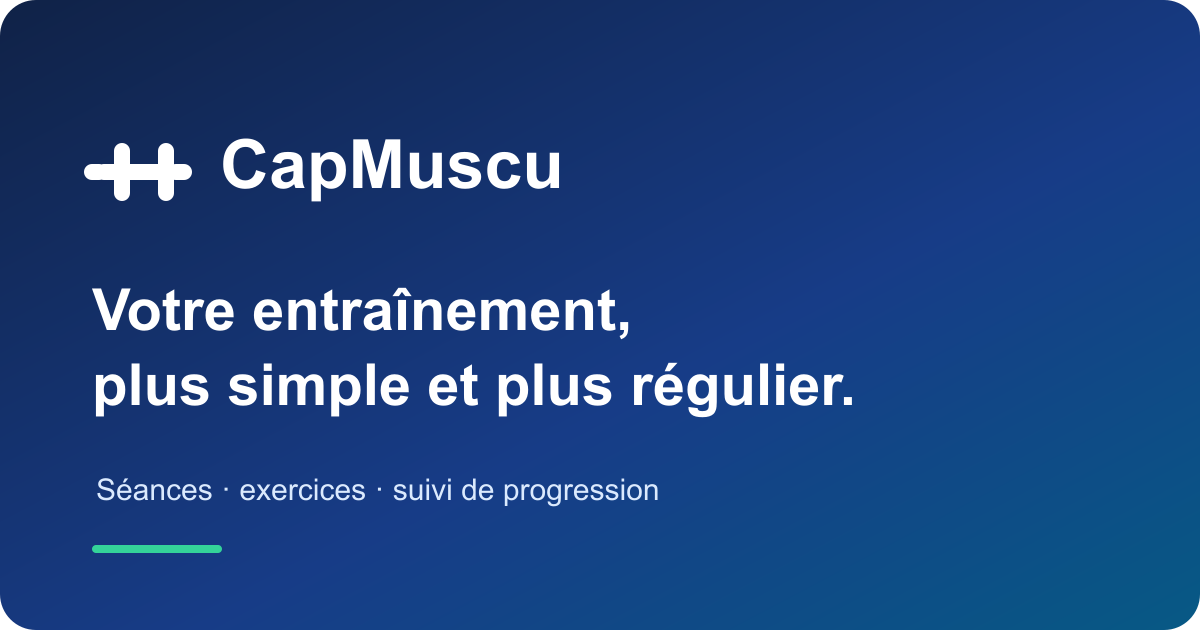 CapMuscu
Votre entraînement,
plus simple et plus régulier.
Séances · exercices · suivi de progression